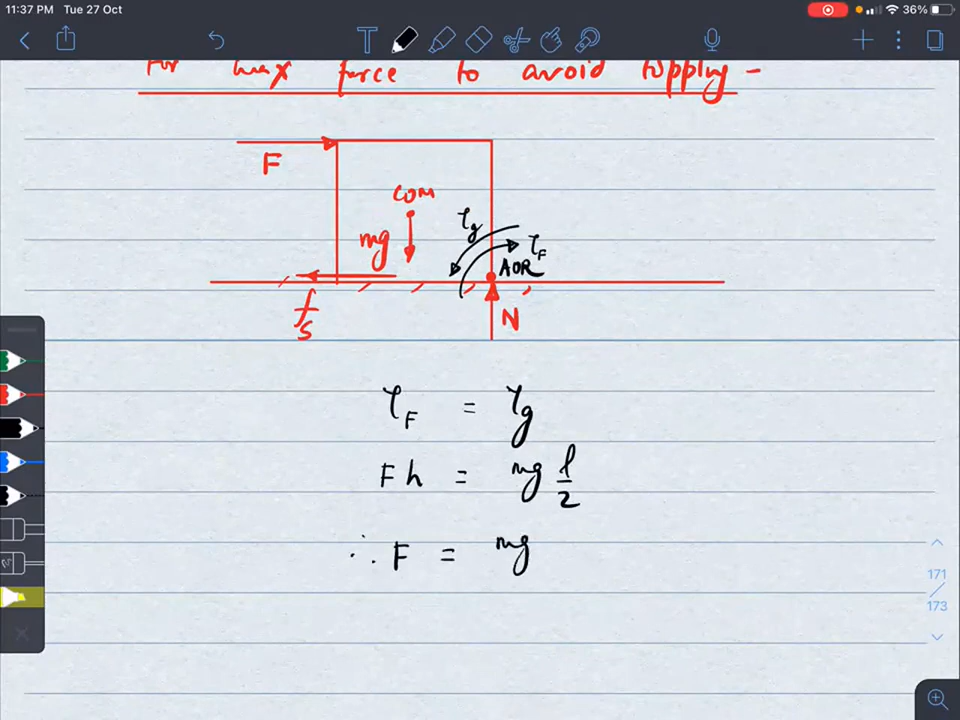 11:37 PM Tue 27 Oct 36%
For max force to avoid toppling -
F
COM
mg
τg
τF
AOR
fs
N
τF = τg
Fh = mg l/2
∴ F = mg
171
/
173